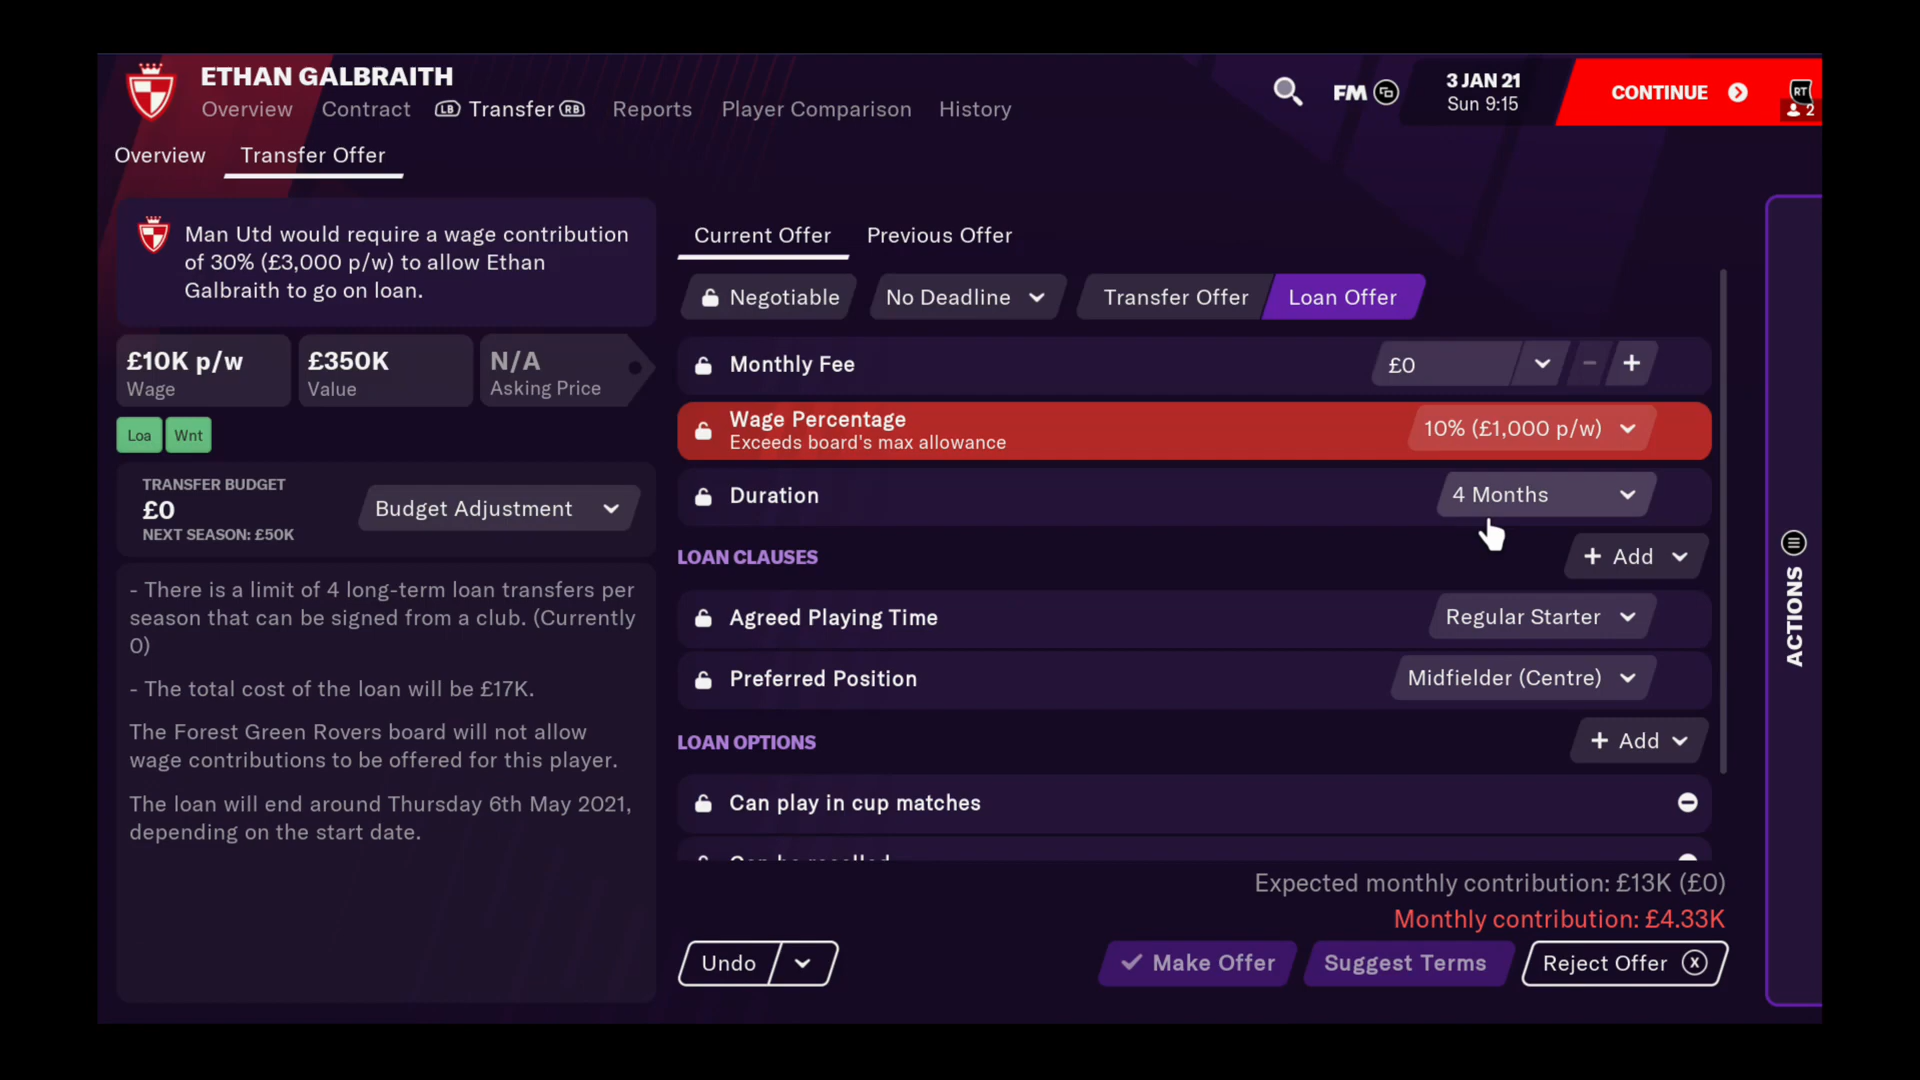 ETHAN GALBRAITH
Overview Contract LB Transfer RB Reports Player Comparison History
FM
3 JAN 21
Sun 9:15
CONTINUE
RT
2
Overview Transfer Offer
Man Utd would require a wage contribution
of 30% (£3,000 p/w) to allow Ethan
Galbraith to go on loan.
£10K p/w
Wage
£350K
Value
N/A
Asking Price
Loa Wnt
TRANSFER BUDGET
£0
NEXT SEASON: £50K
Budget Adjustment
- There is a limit of 4 long-term loan transfers per
season that can be signed from a club. (Currently
0)
- The total cost of the loan will be £17K.
The Forest Green Rovers board will not allow
wage contributions to be offered for this player.
The loan will end around Thursday 6th May 2021,
depending on the start date.
Current Offer Previous Offer
Negotiable No Deadline Transfer Offer Loan Offer
Monthly Fee £0
Wage Percentage
Exceeds board's max allowance
10% (£1,000 p/w)
Duration 4 Months
LOAN CLAUSES + Add
Agreed Playing Time Regular Starter
Preferred Position Midfielder (Centre)
LOAN OPTIONS + Add
Can play in cup matches
Can be recalled
Expected monthly contribution: £13K (£0)
Monthly contribution: £4.33K
Undo Make Offer Suggest Terms Reject Offer X
ACTIONS